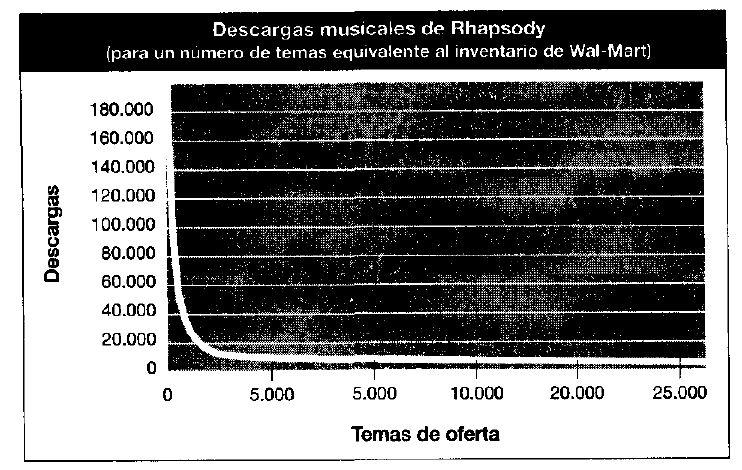 Descargas musicales de Rhapsody
(para un número de temas equivalente al inventario de Wal-Mart)
Descargas
180.000
160.000
140.000
120.000
100.000
80.000
60.000
40.000
20.000
0
0 5.000 5.000 10.000 20.000 25.000
Temas de oferta